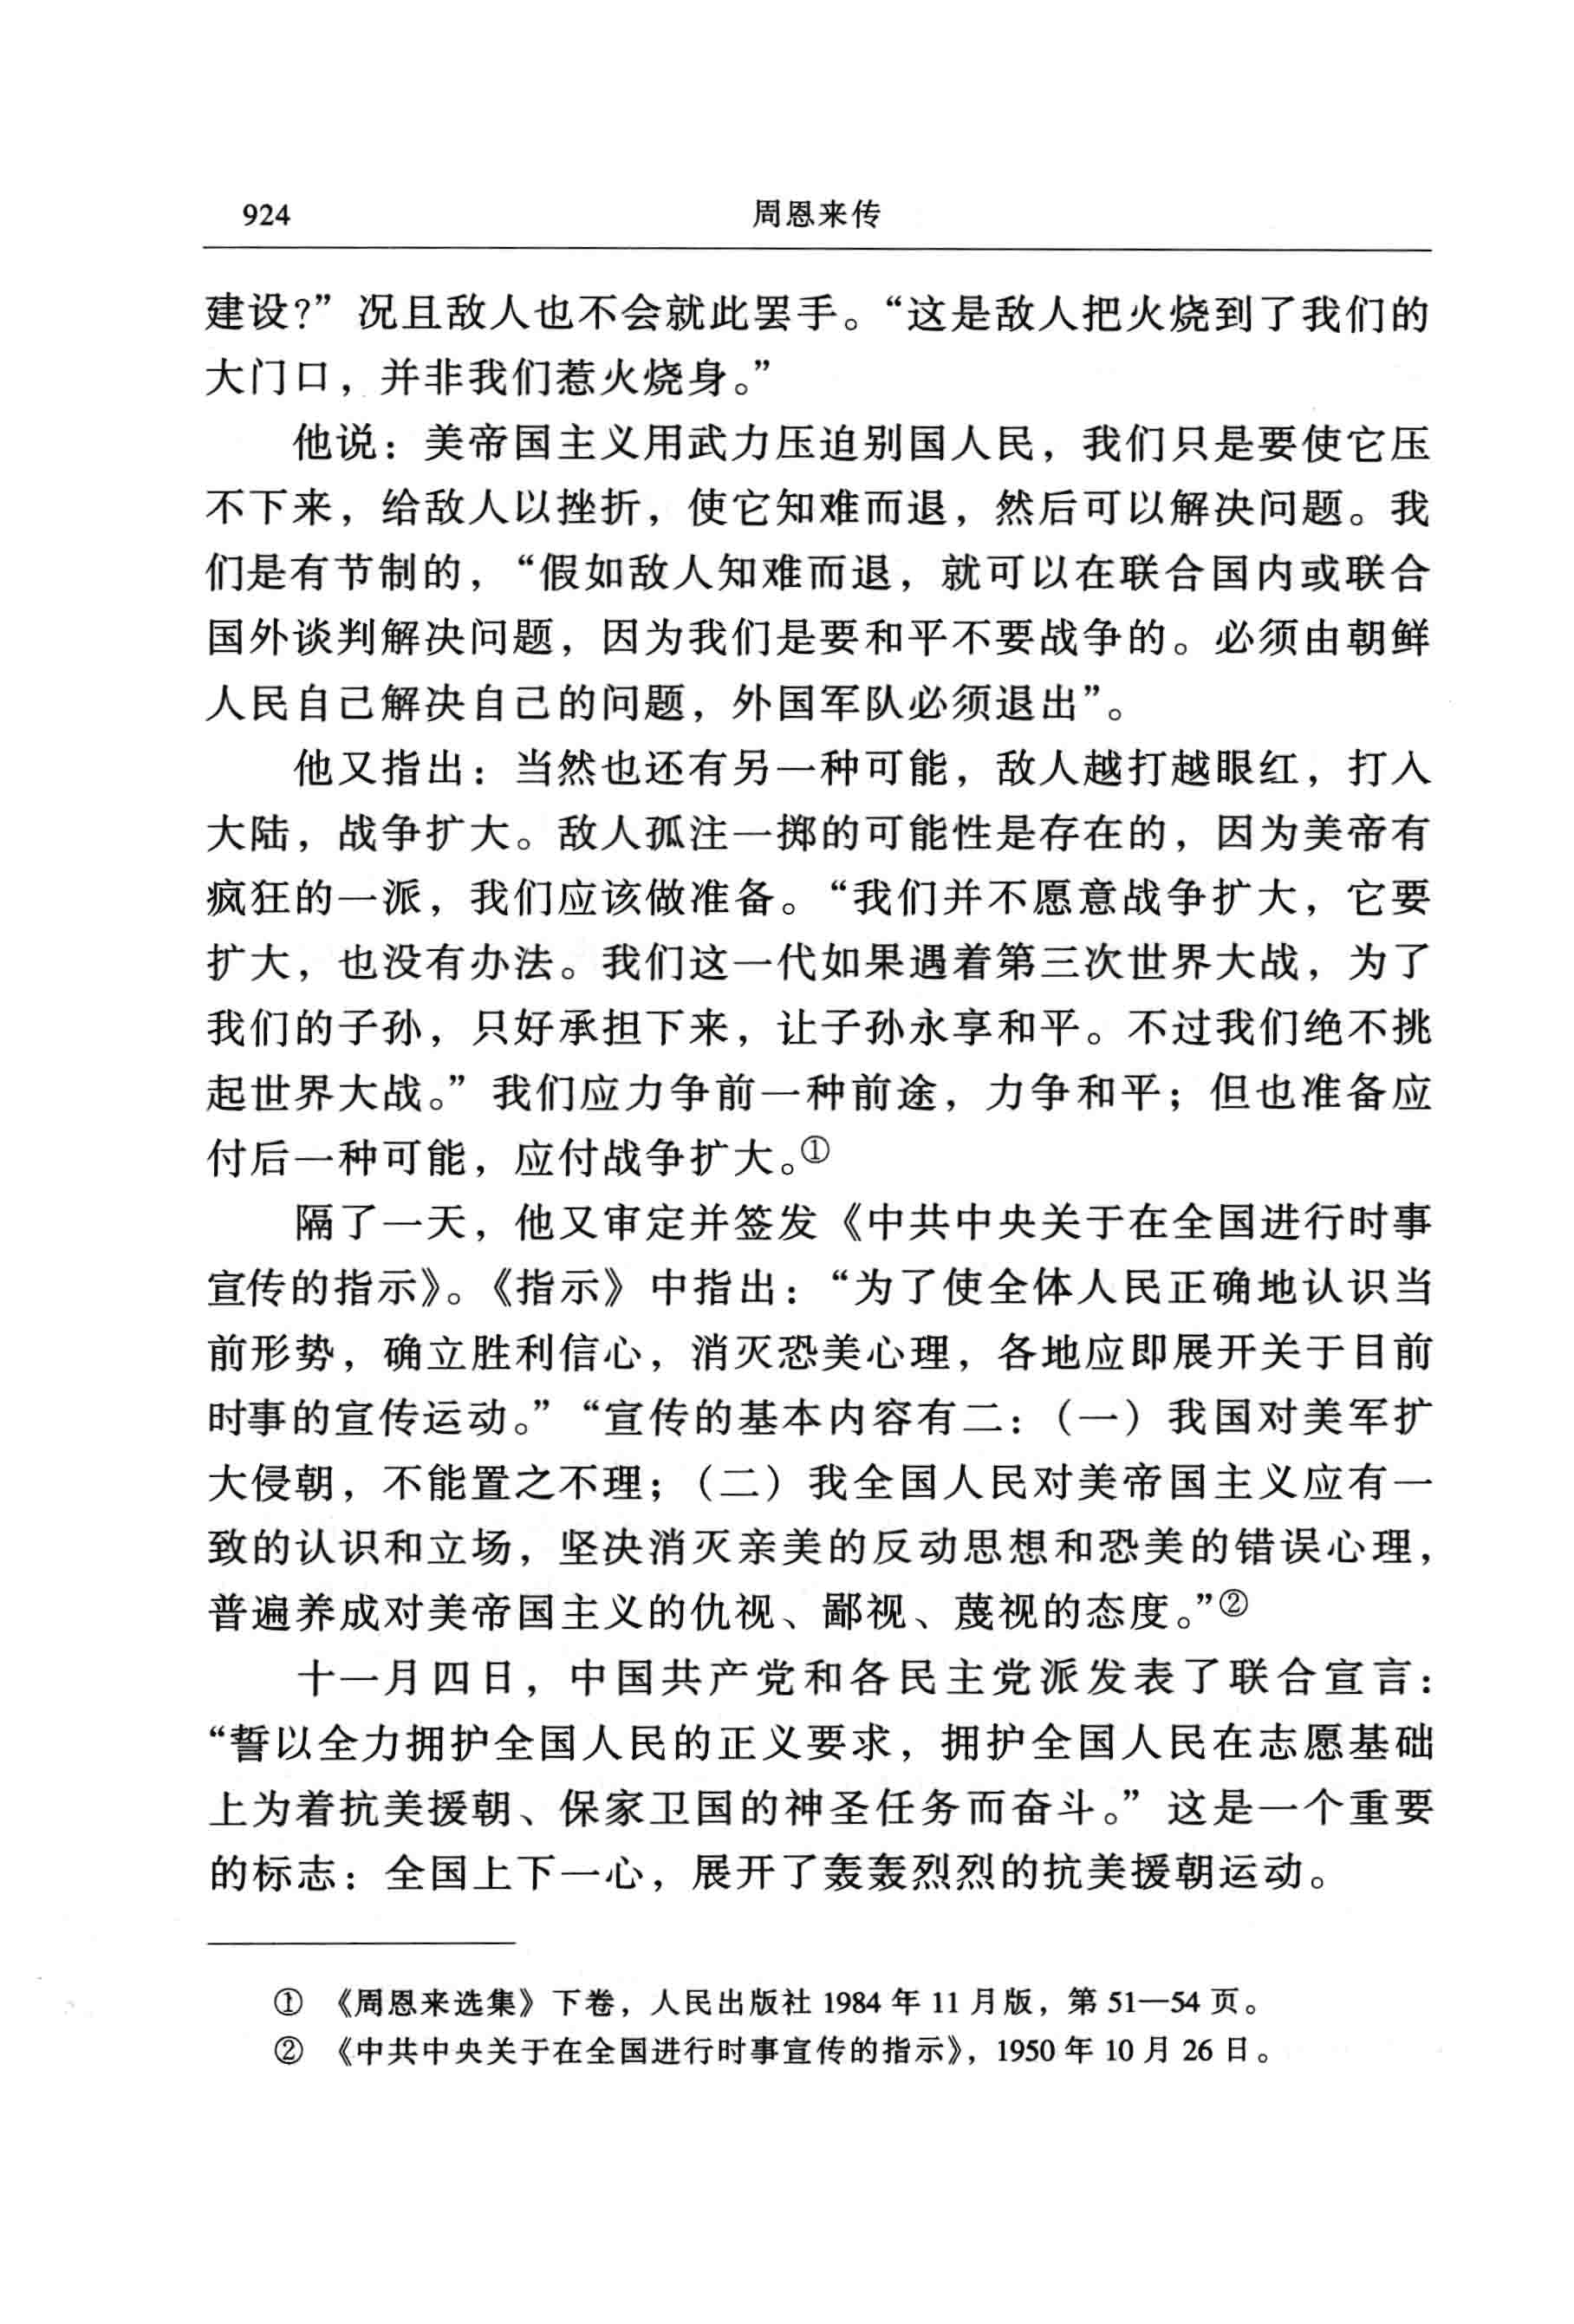 924
周恩来传
建设?”况且敌人也不会就此罢手。“这是敌人把火烧到了我们的
大门口，并非我们惹火烧身。”
他说：美帝国主义用武力压迫别国人民，我们只是要使它压
不下来，给敌人以挫折，使它知难而退，然后可以解决问题。我
们是有节制的，“假如敌人知难而退，就可以在联合国内或联合
国外谈判解决问题，因为我们是要和平不要战争的。必须由朝鲜
人民自己解决自己的问题，外国军队必须退出”。
他又指出：当然也还有另一种可能，敌人越打越眼红，打入
大陆，战争扩大。敌人孤注一掷的可能性是存在的，因为美帝有
疯狂的一派，我们应该做准备。“我们并不愿意战争扩大，它要
扩大，也没有办法。我们这一代如果遇着第三次世界大战，为了
我们的子孙，只好承担下来，让子孙永享和平。不过我们绝不挑
起世界大战。”我们应力争前一种前途，力争和平；但也准备应
付后一种可能，应付战争扩大。①
隔了一天，他又审定并签发《中共中央关于在全国进行时事
宣传的指示》。《指示》中指出：“为了使全体人民正确地认识当
前形势，确立胜利信心，消灭恐美心理，各地应即展开关于目前
时事的宣传运动。”“宣传的基本内容有二：（一）我国对美军扩
大侵朝，不能置之不理；（二）我全国人民对美帝国主义应有一
致的认识和立场，坚决消灭亲美的反动思想和恐美的错误心理，
普遍养成对美帝国主义的仇视、鄙视、蔑视的态度。”②
十一月四日，中国共产党和各民主党派发表了联合宣言：
“誓以全力拥护全国人民的正义要求，拥护全国人民在志愿基础
上为着抗美援朝、保家卫国的神圣任务而奋斗。”这是一个重要
的标志：全国上下一心，展开了轰轰烈烈的抗美援朝运动。
① 《周恩来选集》下卷，人民出版社 1984 年 11 月版，第 51—54 页。
② 《中共中央关于在全国进行时事宣传的指示》，1950 年 10 月 26 日。